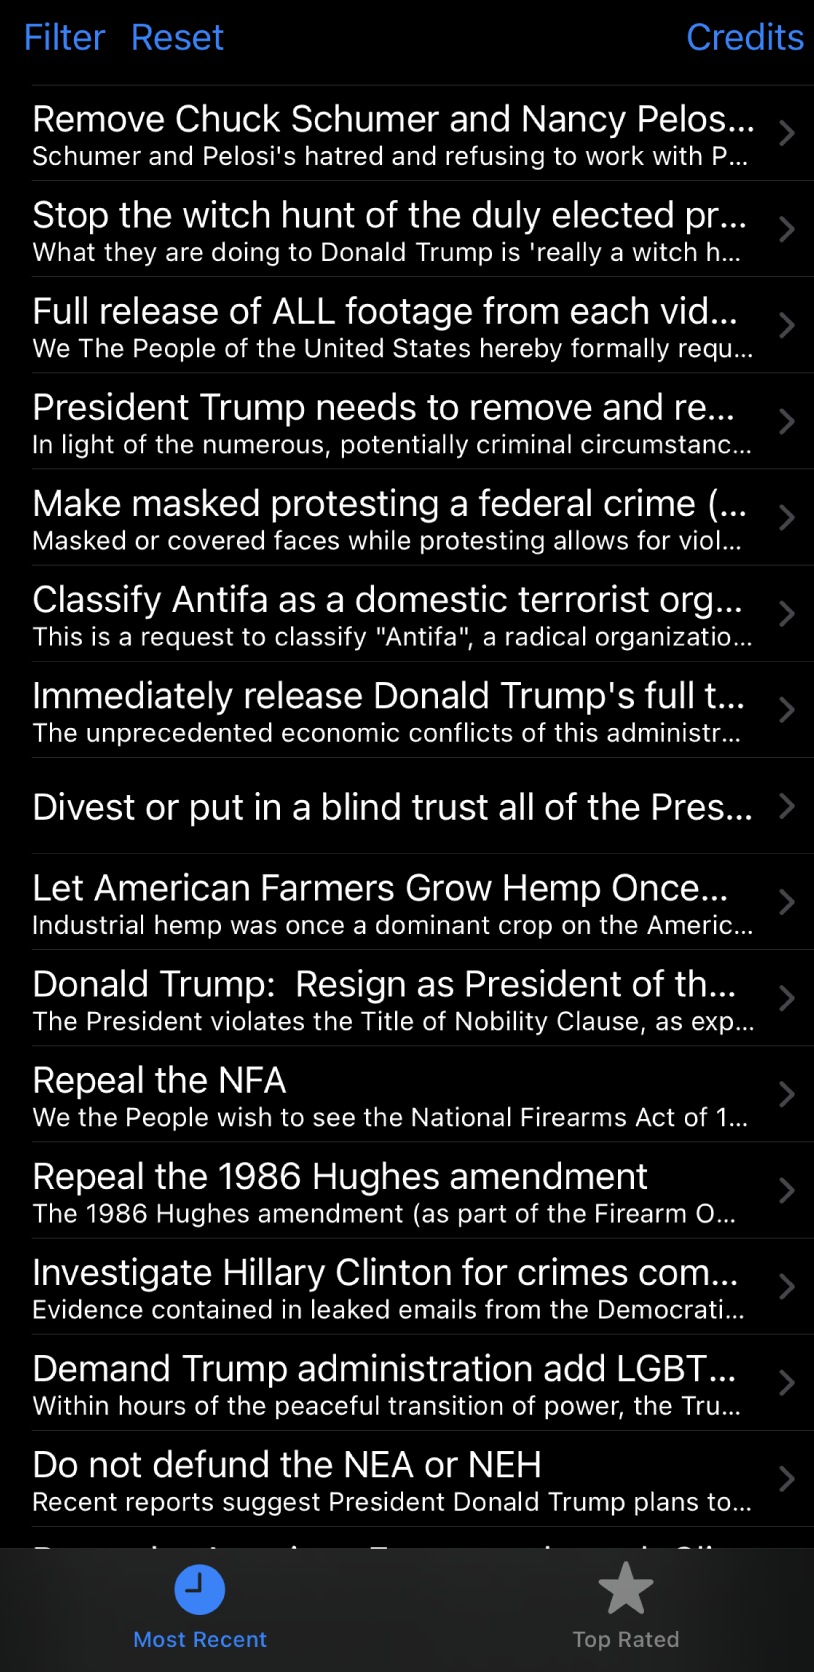 Filter Reset Credits
Remove Chuck Schumer and Nancy Pelos...
Schumer and Pelosi's hatred and refusing to work with P...
Stop the witch hunt of the duly elected pr...
What they are doing to Donald Trump is 'really a witch h...
Full release of ALL footage from each vid...
We The People of the United States hereby formally requ...
President Trump needs to remove and re...
In light of the numerous, potentially criminal circumstanc...
Make masked protesting a federal crime (...
Masked or covered faces while protesting allows for viol...
Classify Antifa as a domestic terrorist org...
This is a request to classify "Antifa", a radical organizatio...
Immediately release Donald Trump's full t...
The unprecedented economic conflicts of this administr...
Divest or put in a blind trust all of the Pres...
Let American Farmers Grow Hemp Once...
Industrial hemp was once a dominant crop on the Americ...
Donald Trump:  Resign as President of th...
The President violates the Title of Nobility Clause, as exp...
Repeal the NFA
We the People wish to see the National Firearms Act of 1...
Repeal the 1986 Hughes amendment
The 1986 Hughes amendment (as part of the Firearm O...
Investigate Hillary Clinton for crimes com...
Evidence contained in leaked emails from the Democrati...
Demand Trump administration add LGBT...
Within hours of the peaceful transition of power, the Tru...
Do not defund the NEA or NEH
Recent reports suggest President Donald Trump plans to...
Most Recent Top Rated